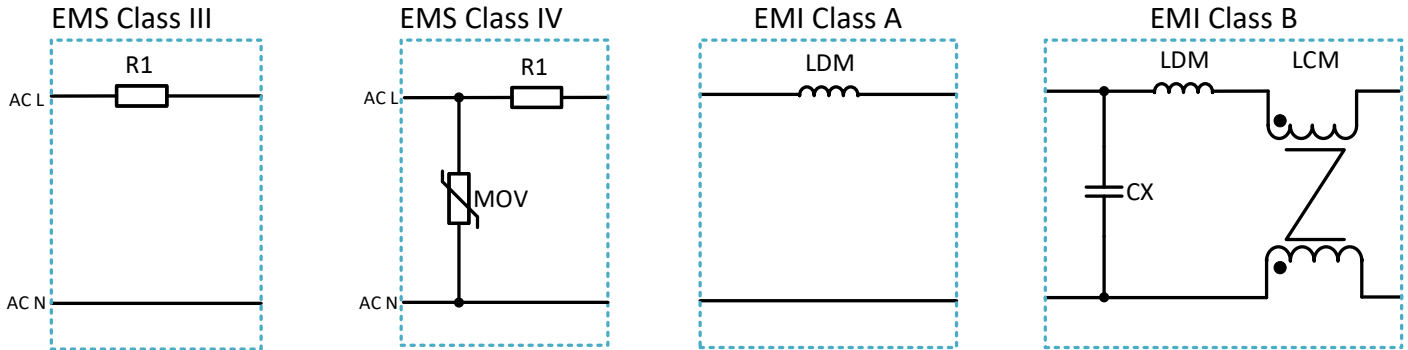 EMS Class III
EMS Class IV
EMI Class A
EMI Class B
R1
AC L
AC N
R1
AC L
MOV
AC N
LDM
LDM
LCM
CX